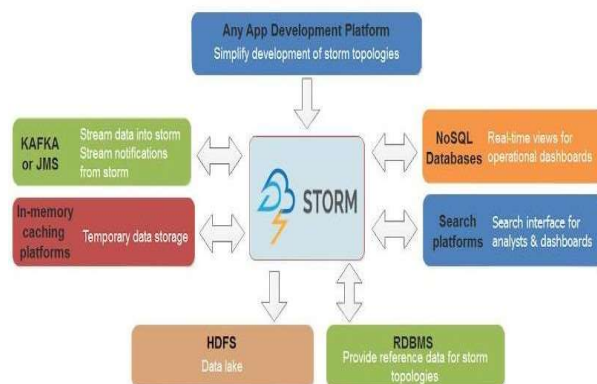 Any App Development Platform
Simplify development of storm topologies
KAFKA
or JMS
Stream data into storm
Stream notifications
from storm
NoSQL
Databases
Real-time views for
operational dashboards
STORM
In-memory
caching
platforms
Temporary data storage
Search
platforms
Search interface for
analysts & dashboards
HDFS
Data lake
RDBMS
Provide reference data for storm
topologies